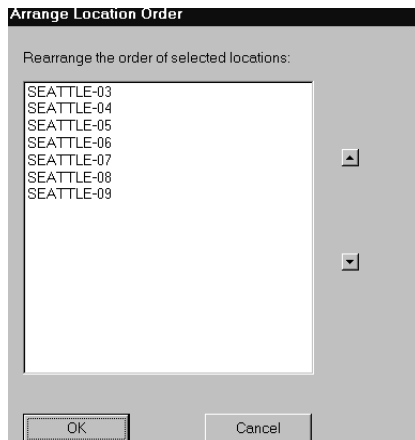 Arrange Location Order
Rearrange the order of selected locations:
SEATTLE-03
SEATTLE-04
SEATTLE-05
SEATTLE-06
SEATTLE-07
SEATTLE-08
SEATTLE-09
OK
Cancel